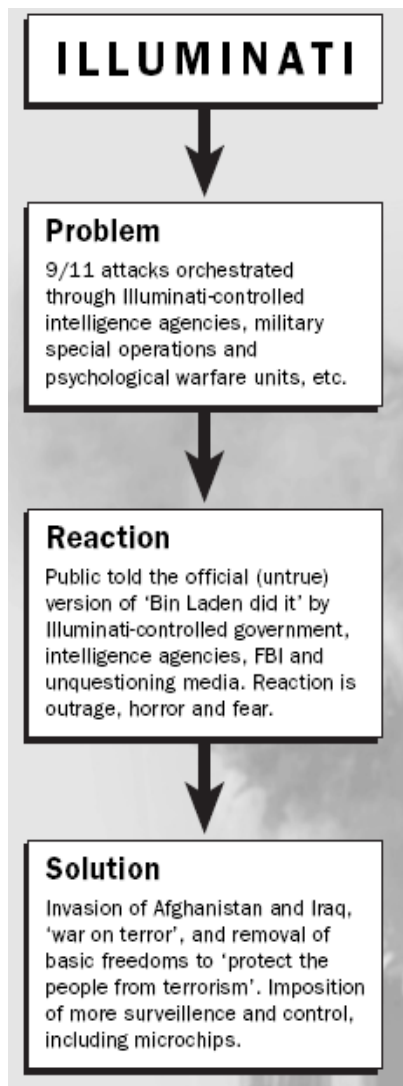 ILLUMINATI
Problem
9/11 attacks orchestrated
through Illuminati-controlled
intelligence agencies, military
special operations and
psychological warfare units, etc.
Reaction
Public told the official (untrue)
version of ‘Bin Laden did it’ by
Illuminati-controlled government,
intelligence agencies, FBI and
unquestioning media. Reaction is
outrage, horror and fear.
Solution
Invasion of Afghanistan and Iraq,
‘war on terror’, and removal of
basic freedoms to ‘protect the
people from terrorism’. Imposition
of more surveillence and control,
including microchips.